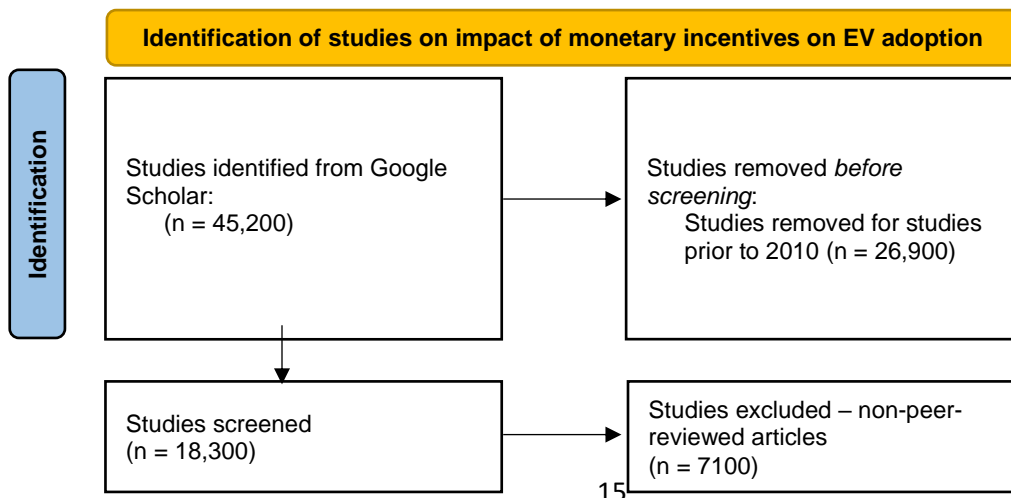 Identification of studies on impact of monetary incentives on EV adoption
Identification
Studies identified from Google
Scholar:
(n = 45,200)
Studies removed before
screening:
Studies removed for studies
prior to 2010 (n = 26,900)
Studies screened
(n = 18,300)
Studies excluded – non-peer-
reviewed articles
(n = 7100)
15